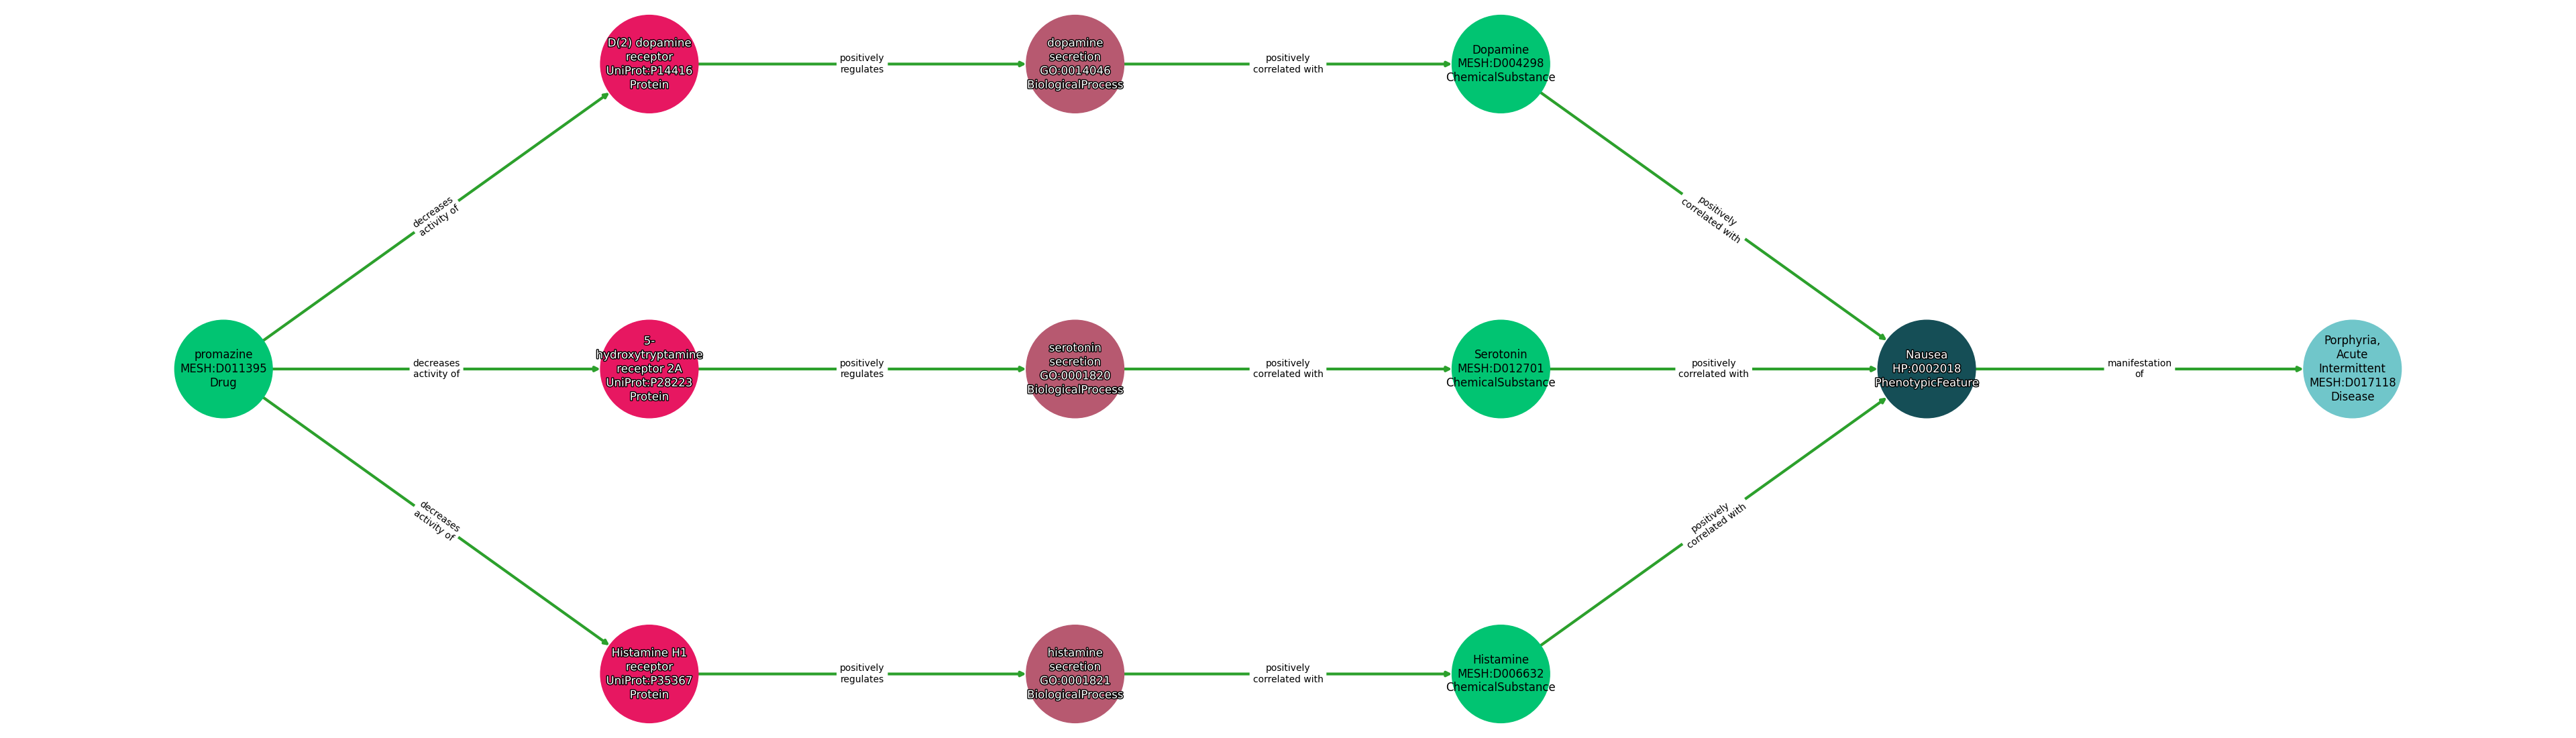 D(2) dopamine
receptor
UniProt:P14416
Protein
positively
regulates
dopamine
secretion
GO:0014046
BiologicalProcess
positively
correlated with
Dopamine
MESH:D004298
ChemicalSubstance
decreases
activity of
positively
correlated with
promazine
MESH:D011395
Drug
decreases
activity of
5-
hydroxytryptamine
receptor 2A
UniProt:P28223
Protein
positively
regulates
serotonin
secretion
GO:0001820
BiologicalProcess
positively
correlated with
Serotonin
MESH:D012701
ChemicalSubstance
positively
correlated with
Nausea
HP:0002018
PhenotypicFeature
manifestation
of
Porphyria,
Acute
Intermittent
MESH:D017118
Disease
decreases
activity of
positively
correlated with
Histamine H1
receptor
UniProt:P35367
Protein
positively
regulates
histamine
secretion
GO:0001821
BiologicalProcess
positively
correlated with
Histamine
MESH:D006632
ChemicalSubstance